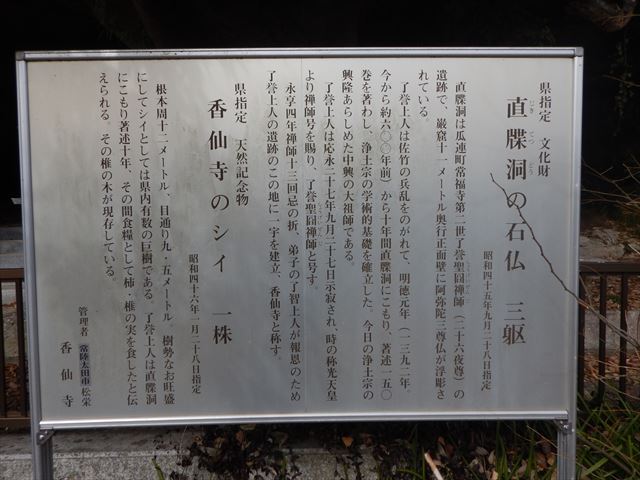 県指定 文化財
直牒洞の石仏 三躯
じき てっ とう
昭和四十五年九月二十八日指定
直牒洞は瓜連町常福寺第二世了誉聖冏禅師（二十六夜尊）の
遺跡で、巌窟十一メートル奥行正面壁に阿弥陀三尊仏が浮彫さ
れている。
了誉上人は佐竹の兵乱をのがれて、明徳元年（一三九二年。
今から約六〇〇年前）から十年間直牒洞にこもり、著述一五〇
巻を著わし、浄土宗の学術的基礎を確立した。今日の浄土宗の
興隆あらしめた中興の大祖師である。
了誉上人は応永二十七年九月二十七日示寂され、時の称光天皇
より禅師号を賜り、了誉聖冏禅師と号す。
永享四年禅師十三回忌の折、弟子の了智上人が報恩のため
了誉上人の遺跡のこの地に一宇を建立、香仙寺と称す。
県指定 天然記念物
香仙寺のシイ 一株
昭和四十六年一月二十八日指定
根本周十二メートル、目通り九・五メートル。樹勢なお旺盛
にしてシイとしては県内有数の巨樹である。了誉上人は直牒洞
にこもり著述十年、その間食糧として柿・椎の実を食したと伝
えられる。その椎の木が現存している。
管理者 常陸太田市松栄
香仙寺